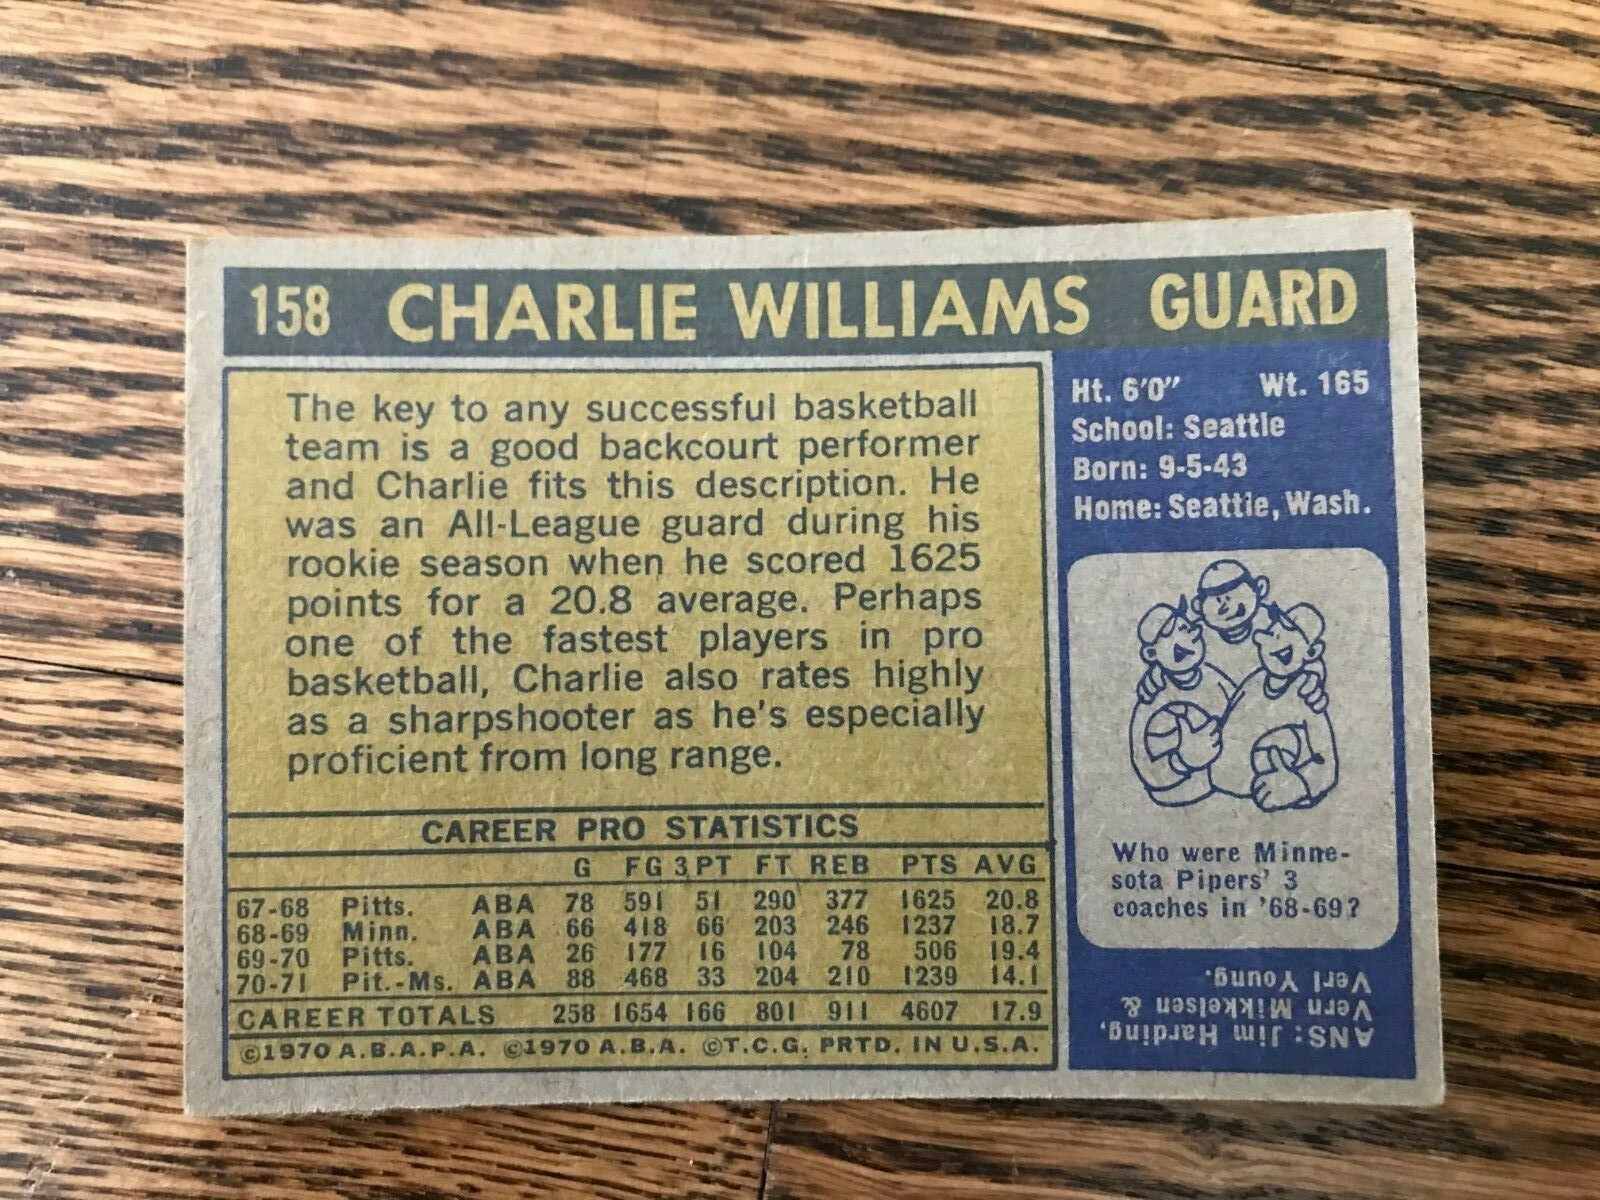 158 CHARLIE WILLIAMS GUARD
The key to any successful basketball
team is a good backcourt performer
and Charlie fits this description. He
was an All-League guard during his
rookie season when he scored 1625
points for a 20.8 average. Perhaps
one of the fastest players in pro
basketball, Charlie also rates highly
as a sharpshooter as he's especially
proficient from long range.
CAREER PRO STATISTICS
G FG 3 PT FT REB PTS AVG
67-68 Pitts. ABA 78 591 51 290 377 1625 20.8
68-69 Minn. ABA 66 418 66 203 246 1237 18.7
69-70 Pitts. ABA 26 177 16 104 78 506 19.4
70-71 Pit.-Ms. ABA 88 468 33 204 210 1239 14.1
CAREER TOTALS 258 1654 166 801 911 4607 17.9
©1970 A.B.A.P.A. ©1970 A.B.A. ©T.C.G. PRTD. IN U.S.A.
Ht. 6'0" Wt. 165
School: Seattle
Born: 9-5-43
Home: Seattle, Wash.
Who were Minne-
sota Pipers' 3
coaches in '68-69?
ANS: Jim Harding,
Vern Mikkelsen &
Verl Young.